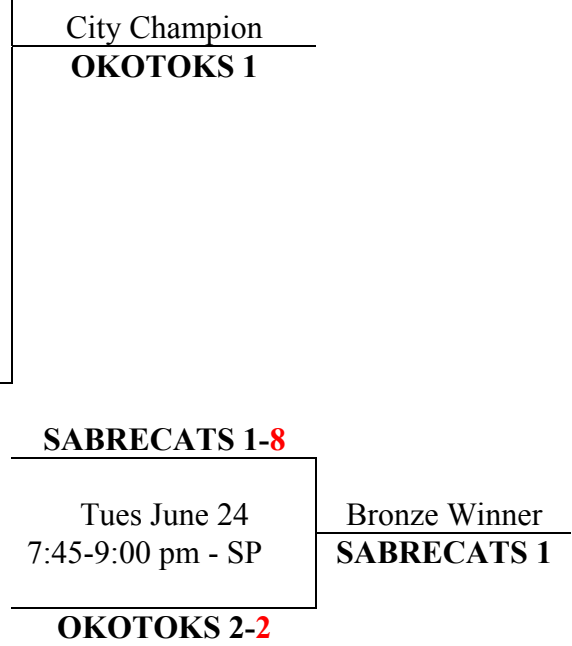 City Champion
OKOTOKS 1
SABRECATS 1-8
Tues June 24
7:45-9:00 pm - SP
Bronze Winner
SABRECATS 1
OKOTOKS 2-2